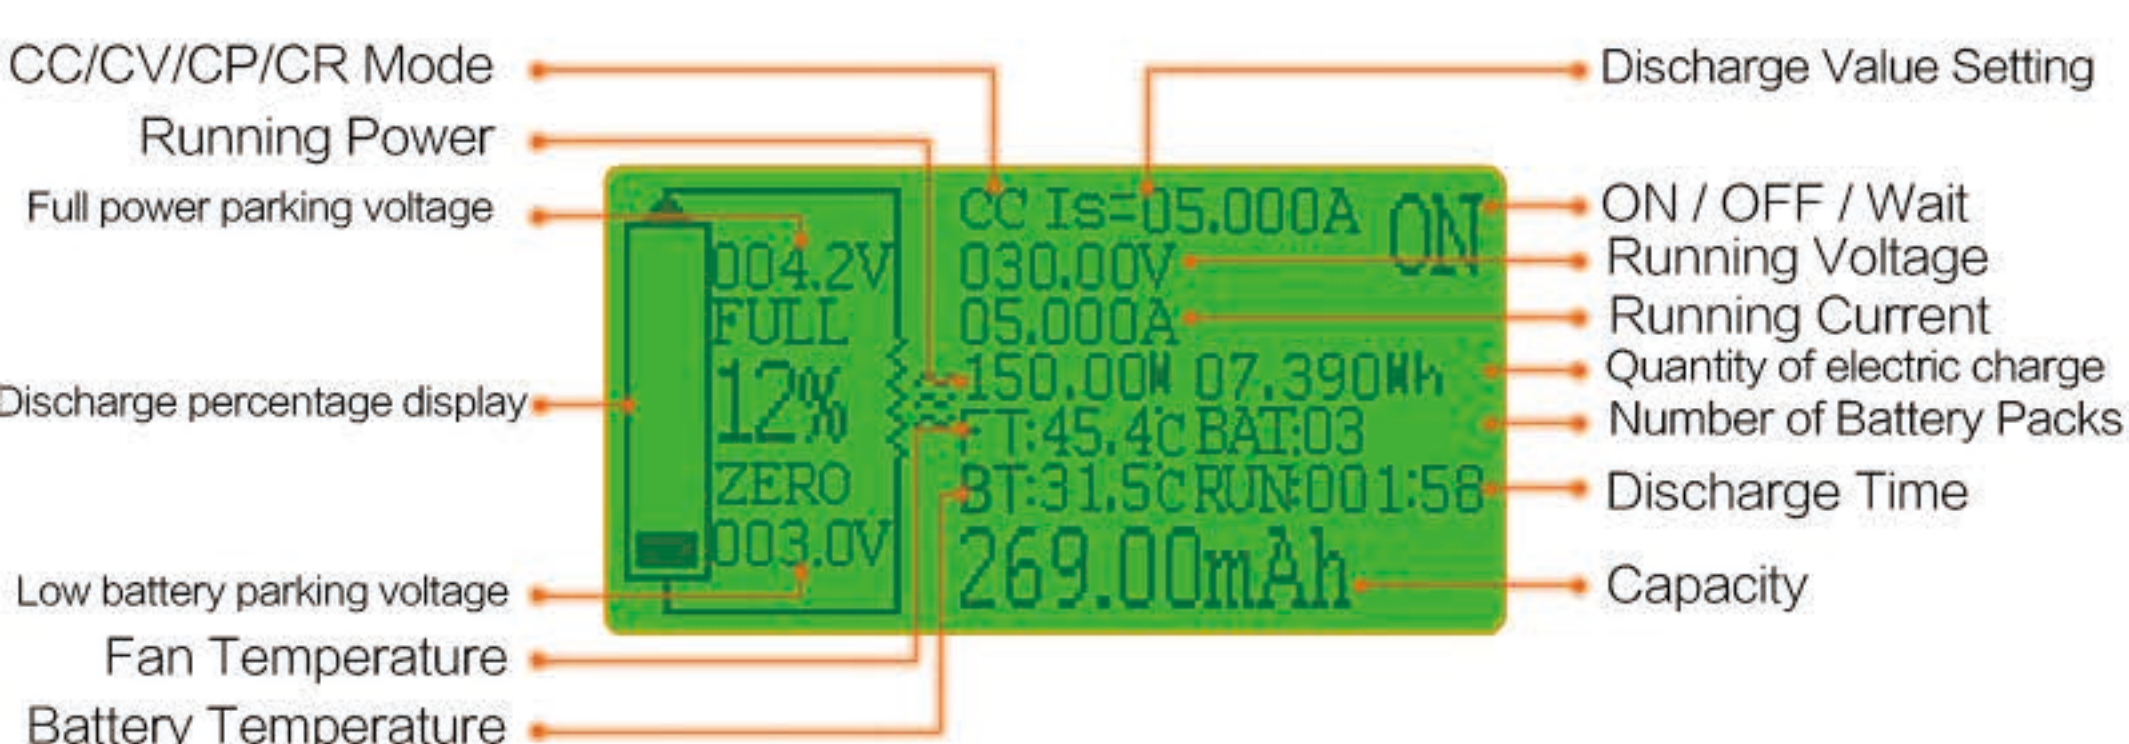 CC/CV/CP/CR Mode
Running Power
Full power parking voltage
Discharge percentage display
Low battery parking voltage
Fan Temperature
Battery Temperature
004.2V
FULL
12%
ZERO
003.0V
CC Is=05.000A ON
030.00V
05.000A
150.00W 07.390Wh
FT:45.4C BAT:03
BT:31.5C RUN:001:58
269.00mAh
Discharge Value Setting
ON / OFF / Wait
Running Voltage
Running Current
Quantity of electric charge
Number of Battery Packs
Discharge Time
Capacity